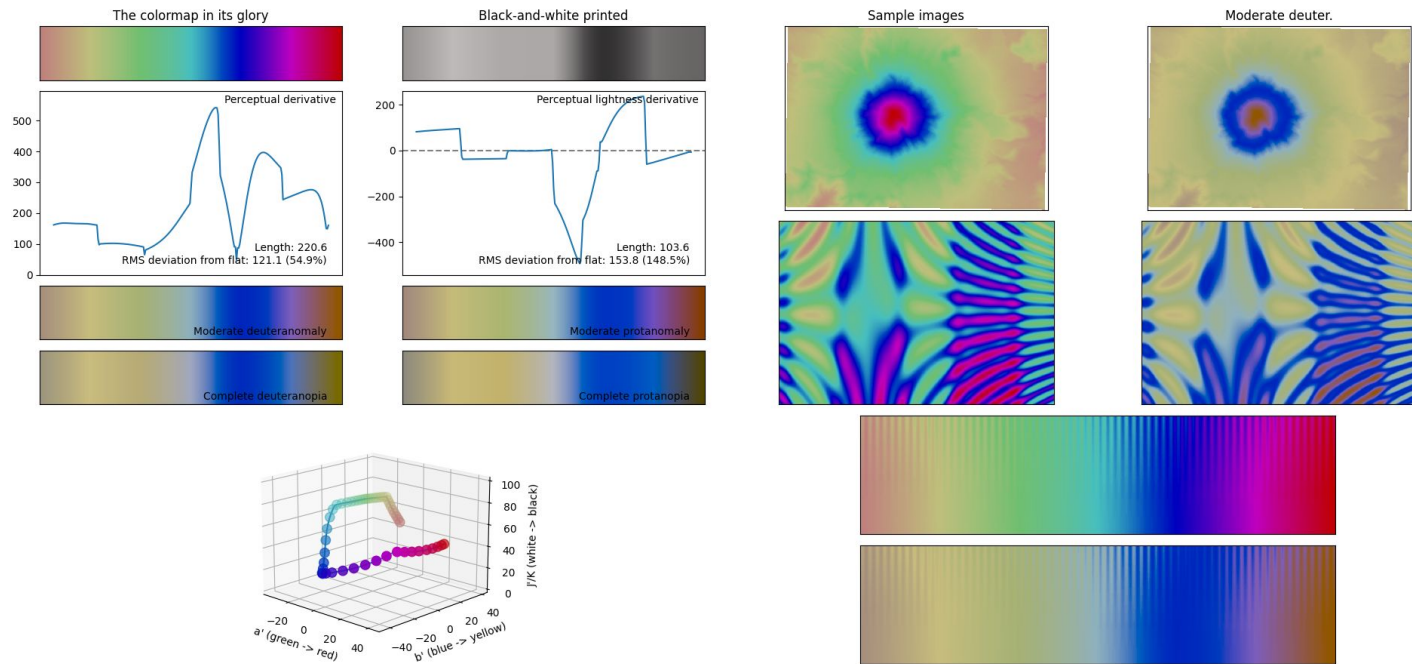 The colormap in its glory
Black-and-white printed
Sample images
Moderate deuter.
Perceptual derivative
500
400
300
200
100
0
Length: 220.6
RMS deviation from flat: 121.1 (54.9%)
Perceptual lightness derivative
200
0
−200
−400
Length: 103.6
RMS deviation from flat: 153.8 (148.5%)
Moderate deuteranomaly
Moderate protanomaly
Complete deuteranopia
Complete protanopia
100
80
60
40
20
0
J'/K (white -> black)
−20
0
20
40
a' (green -> red)
−40
−20
0
20
40
b' (blue -> yellow)